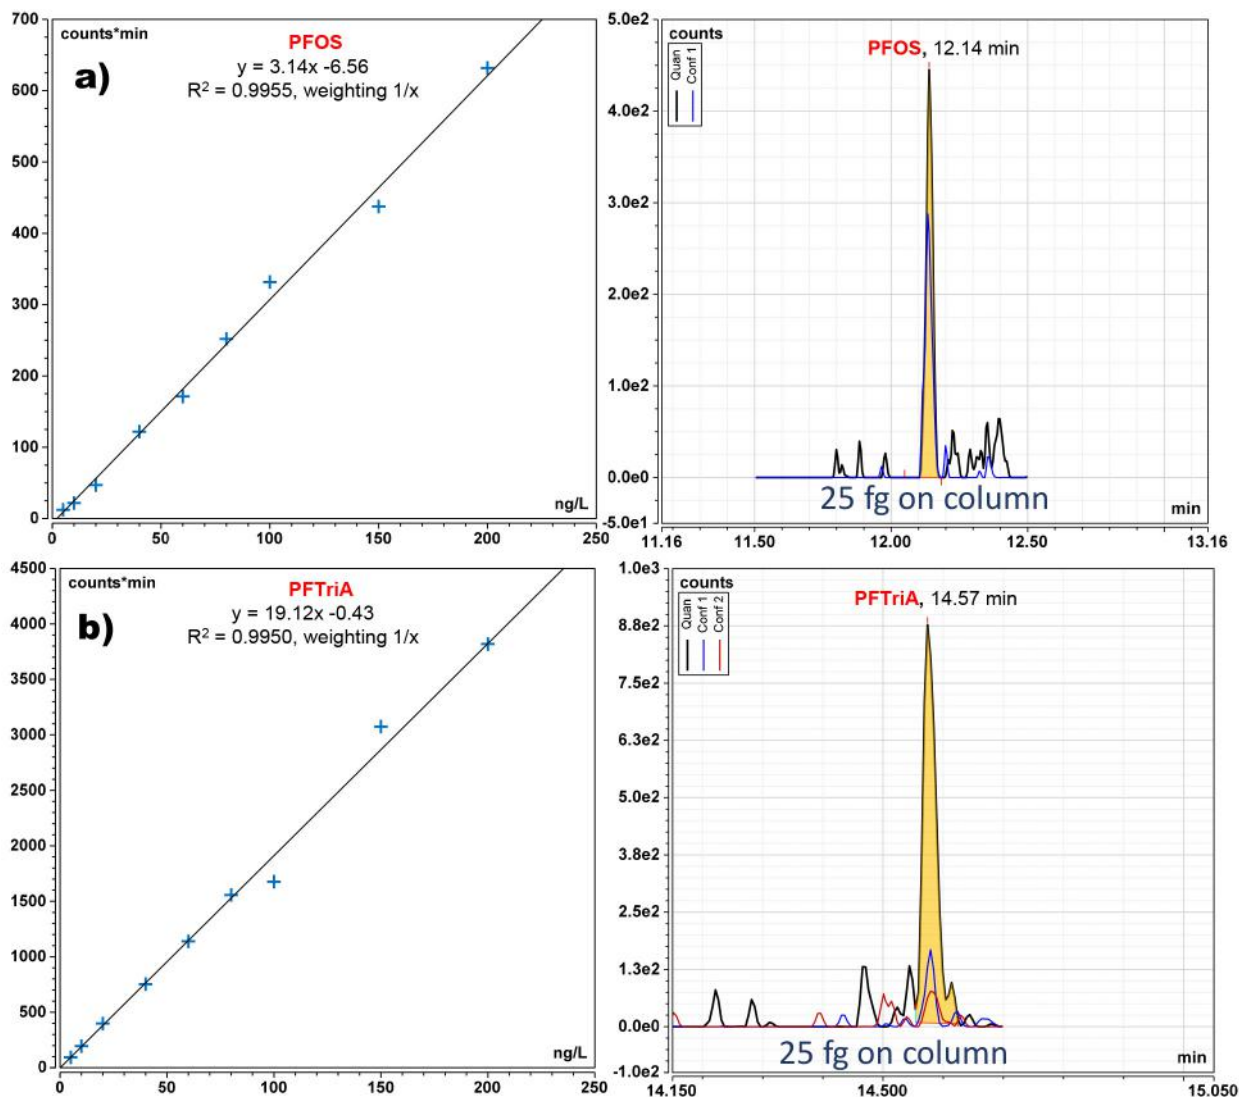 700
600
500
400
300
200
100
0
counts*min
PFOS
a)
y = 3.14x -6.56
R² = 0.9955, weighting 1/x
ng/L
0 50 100 150 200 250
5.0e2
4.0e2
3.0e2
2.0e2
1.0e2
0.0e0
-5.0e1
counts
Quan
Conf 1
PFOS, 12.14 min
25 fg on column
min
11.16 11.50 12.00 12.50 13.16
4500
4000
3500
3000
2500
2000
1500
1000
500
0
counts*min
PFTriA
b)
y = 19.12x -0.43
R² = 0.9950, weighting 1/x
ng/L
0 50 100 150 200 250
1.0e3
8.8e2
7.5e2
6.3e2
5.0e2
3.8e2
2.5e2
1.3e2
0.0e0
-1.0e2
counts
Quan
Conf 1
Conf 2
PFTriA, 14.57 min
25 fg on column
min
14.150 14.500 15.050